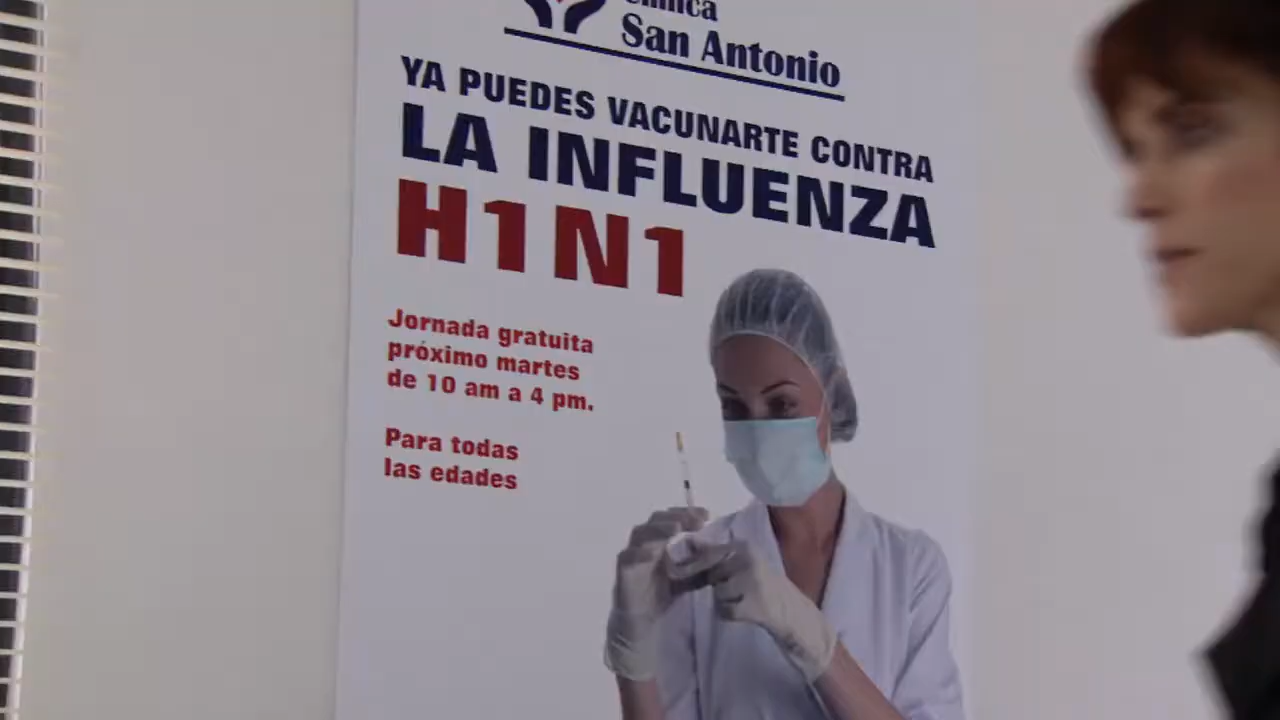 Clínica
San Antonio
YA PUEDES VACUNARTE CONTRA
LA INFLUENZA
H1N1
Jornada gratuita
próximo martes
de 10 am a 4 pm.
Para todas
las edades